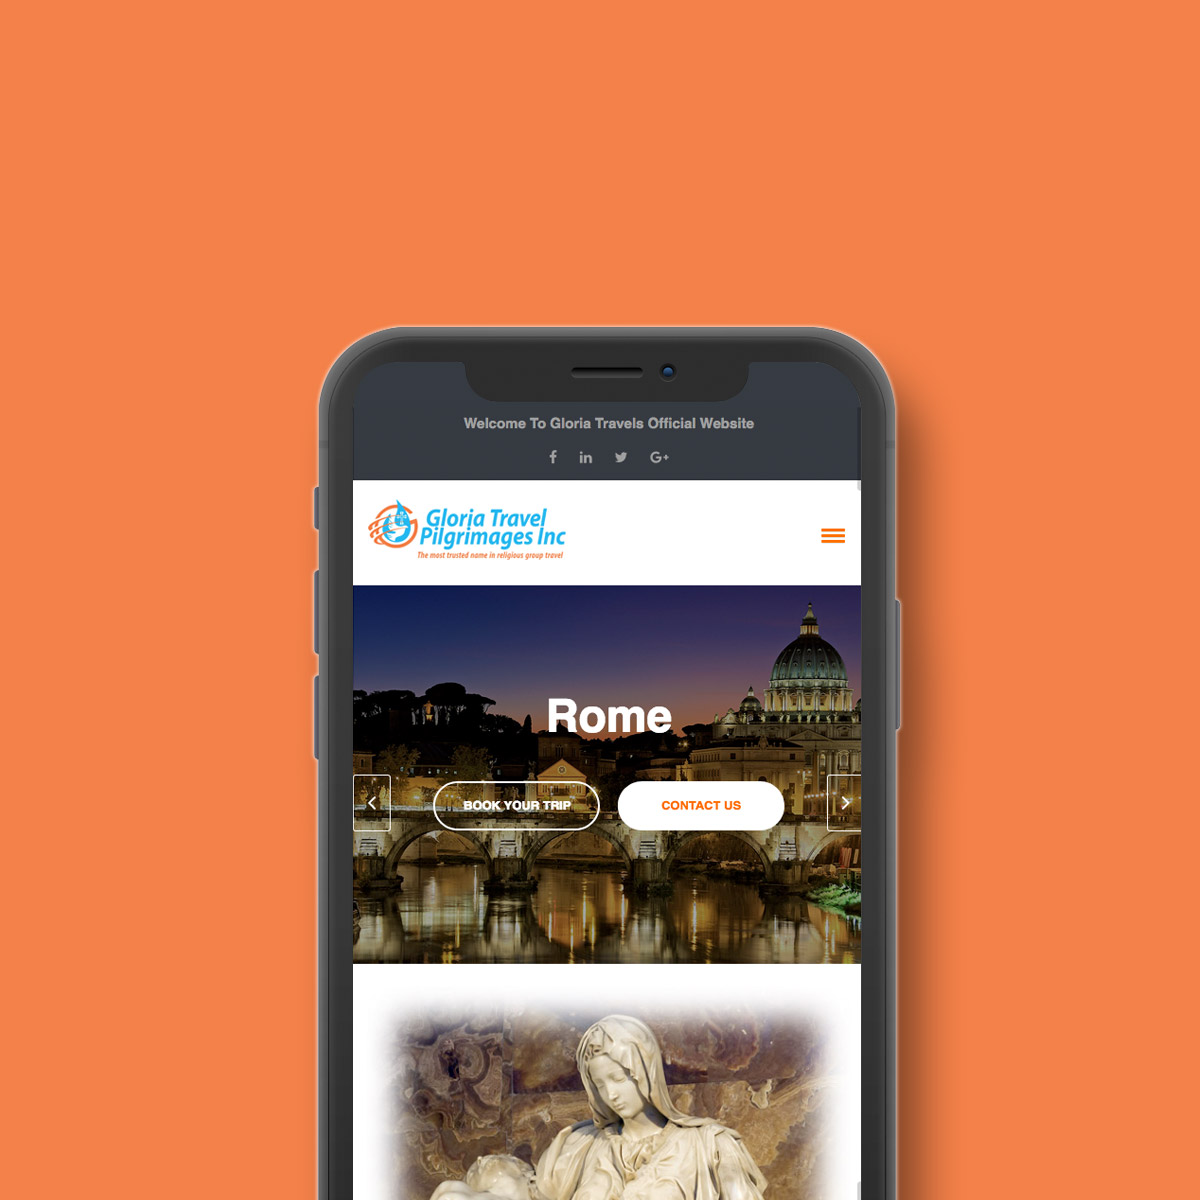 Welcome To Gloria Travels Official Website
Gloria Travel
Pilgrimages Inc
The most trusted name in religious group travel
Rome
BOOK YOUR TRIP
CONTACT US